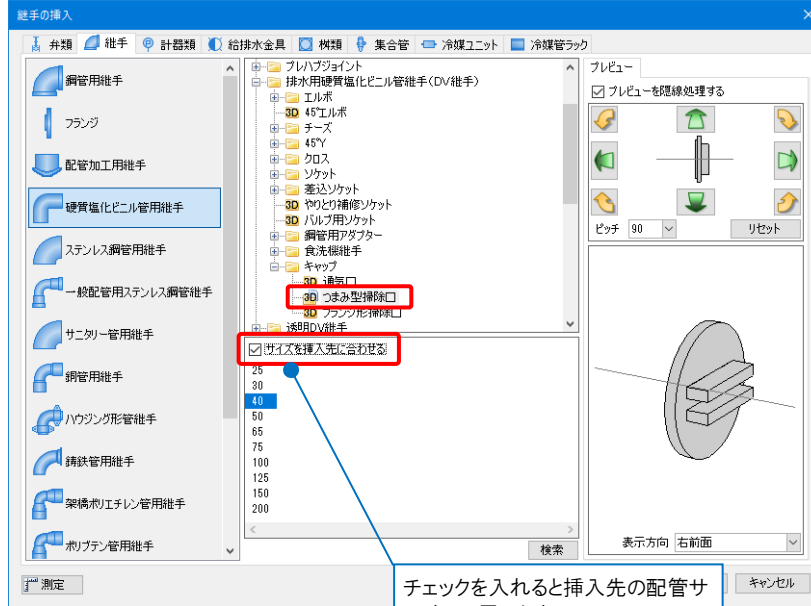 継手の挿入
弁類 継手 計器類 給排水金具 桝類 集合管 冷媒ユニット 冷媒管ラック
鋼管用継手
フランジ
配管加工用継手
硬質塩化ビニル管用継手
ステンレス鋼管用継手
一般配管用ステンレス鋼管継手
サニタリー管用継手
銅管用継手
ハウジング形管継手
鋳鉄管用継手
架橋ポリエチレン管用継手
ポリブテン管用継手
プレハブジョイント
排水用硬質塩化ビニル管継手(DV継手)
エルボ
3D 45°エルボ
チーズ
45°Y
クロス
ソケット
差込ソケット
3D やりとり補修ソケット
3D バルブ用ソケット
鋼管用アダプター
食洗機継手
キャップ
3D 通気口
3D つまみ型掃除口
3D フランジ形掃除口
透明DV継手
サイズを挿入先に合わせる
25
30
40
50
65
75
100
125
150
200
検索
プレビュー
プレビューを隠線処理する
ピッチ 90 リセット
表示方向 右前面
測定
キャンセル
チェックを入れると挿入先の配管サ